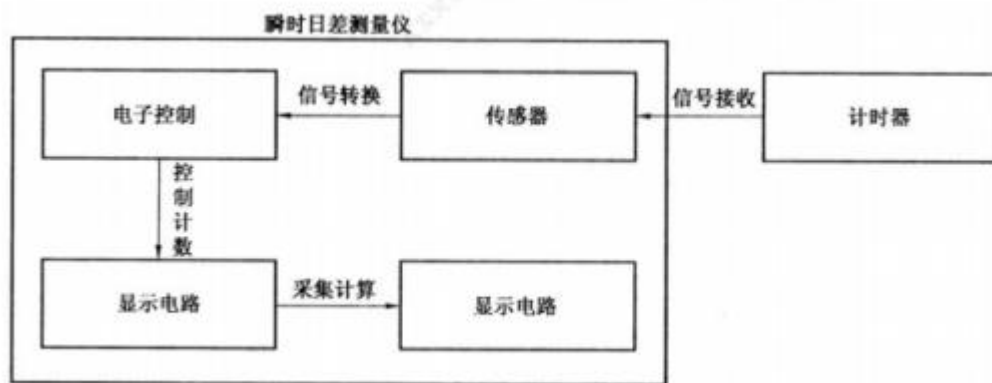 瞬时日差测量仪
电子控制
信号转换
传感器
信号接收
计时器
控制计数
显示电路
采集计算
显示电路